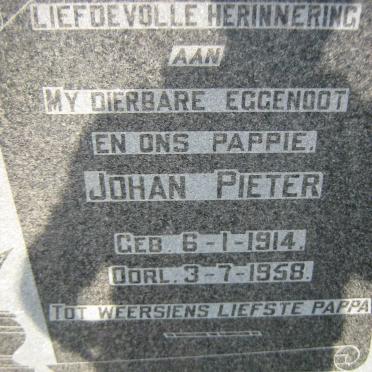 LIEFDEVOLLE HERINNERING
AAN
MY DIERBARE EGGENOOT
EN ONS PAPPIE.
JOHAN PIETER
GEB. 6-1-1914.
OORL. 3-7-1958.
TOT WEERSIENS LIEFSTE PAPPA